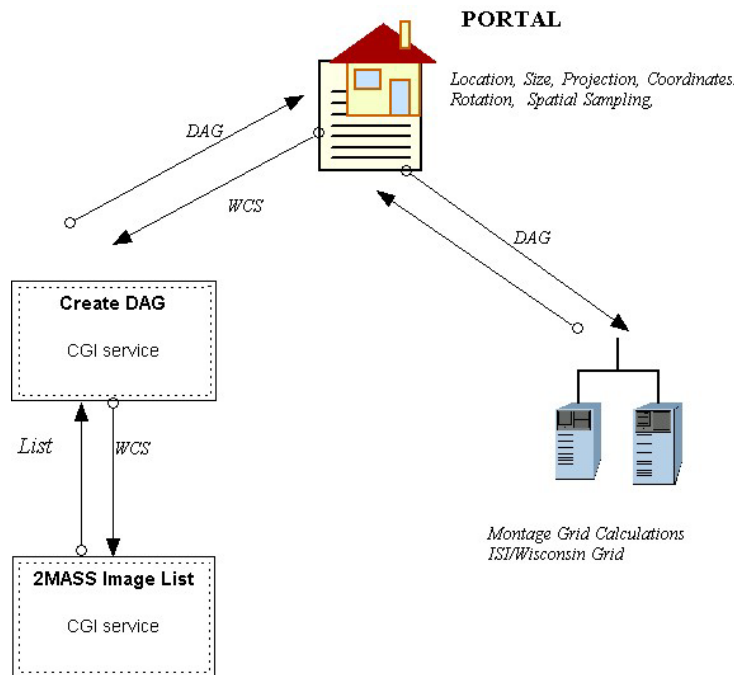 PORTAL
Location, Size, Projection, Coordinates.
Rotation, Spatial Sampling,
DAG
WCS
DAG
Create DAG
CGI service
List
WCS
Montage Grid Calculations
ISI/Wisconsin Grid
2MASS Image List
CGI service